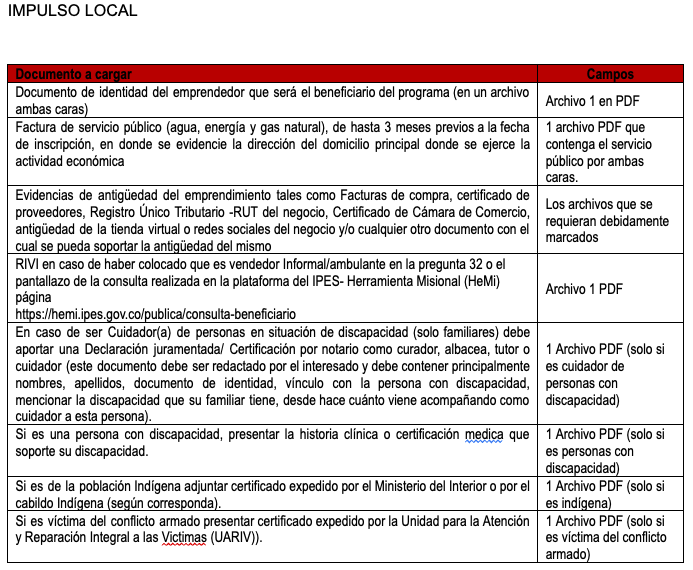 IMPULSO LOCAL
Documento a cargar
Campos
Documento de identidad del emprendedor que será el beneficiario del programa (en un archivo
ambas caras)
Archivo 1 en PDF
Factura de servicio público (agua, energía y gas natural), de hasta 3 meses previos a la fecha
de inscripción, en donde se evidencie la dirección del domicilio principal donde se ejerce la
actividad económica
1 archivo PDF que
contenga el servicio
público por ambas
caras.
Evidencias de antigüedad del emprendimiento tales como Facturas de compra, certificado de
proveedores, Registro Único Tributario -RUT del negocio, Certificado de Cámara de Comercio,
antigüedad de la tienda virtual o redes sociales del negocio y/o cualquier otro documento con el
cual se pueda soportar la antigüedad del mismo
Los archivos que se
requieran debidamente
marcados
RIVI en caso de haber colocado que es vendedor Informal/ambulante en la pregunta 32 o el
pantallazo de la consulta realizada en la plataforma del IPES- Herramienta Misional (HeMi)
página
https://hemi.ipes.gov.co/publica/consulta-beneficiario
Archivo 1 PDF
En caso de ser Cuidador(a) de personas en situación de discapacidad (solo familiares) debe
aportar una Declaración juramentada/ Certificación por notario como curador, albacea, tutor o
cuidador (este documento debe ser redactado por el interesado y debe contener principalmente
nombres, apellidos, documento de identidad, vínculo con la persona con discapacidad,
mencionar la discapacidad que su familiar tiene, desde hace cuánto viene acompañando como
cuidador a esta persona).
1 Archivo PDF (solo si
es cuidador de
personas con
discapacidad)
Si es una persona con discapacidad, presentar la historia clínica o certificación medica que
soporte su discapacidad.
1 Archivo PDF (solo si
es personas con
discapacidad)
Si es de la población Indígena adjuntar certificado expedido por el Ministerio del Interior o por el
cabildo Indígena (según corresponda).
1 Archivo PDF (solo si
es indígena)
Si es víctima del conflicto armado presentar certificado expedido por la Unidad para la Atención
y Reparación Integral a las Victimas (UARIV)).
1 Archivo PDF (solo si
es víctima del conflicto
armado)